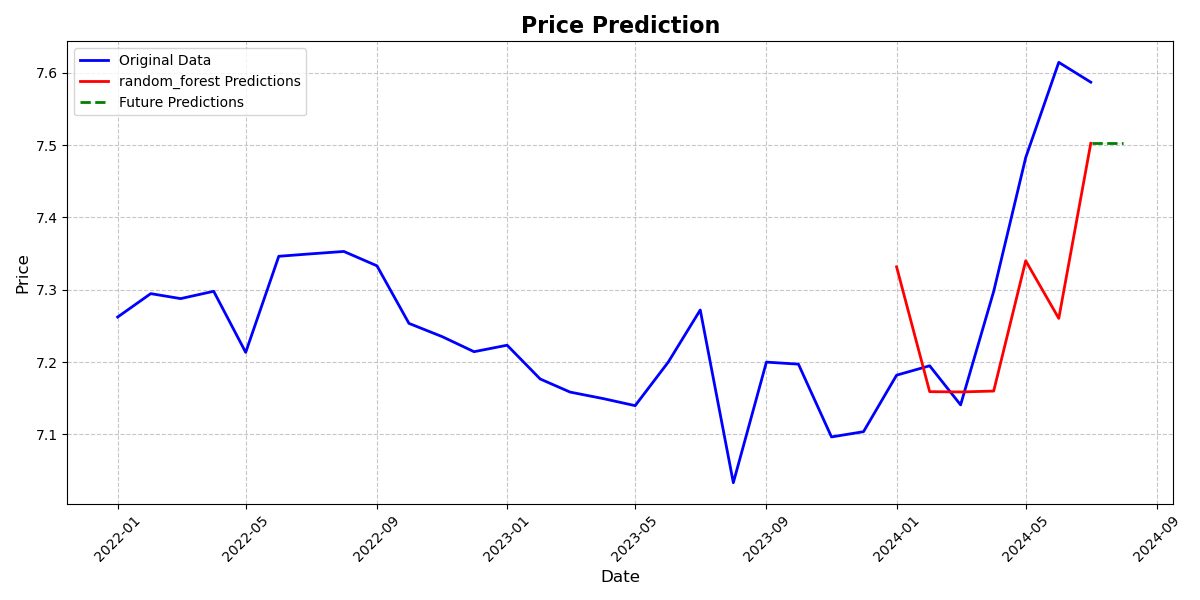 Price Prediction
Original Data
random_forest Predictions
Future Predictions
Price
7.6
7.5
7.4
7.3
7.2
7.1
2022-01
2022-05
2022-09
2023-01
2023-05
2023-09
2024-01
2024-05
2024-09
Date